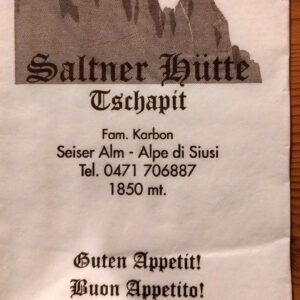 Saltner Hütte
Tschapit
Fam. Karbon
Seiser Alm - Alpe di Siusi
Tel. 0471 706887
1850 mt.
Guten Appetit!
Buon Appetito!